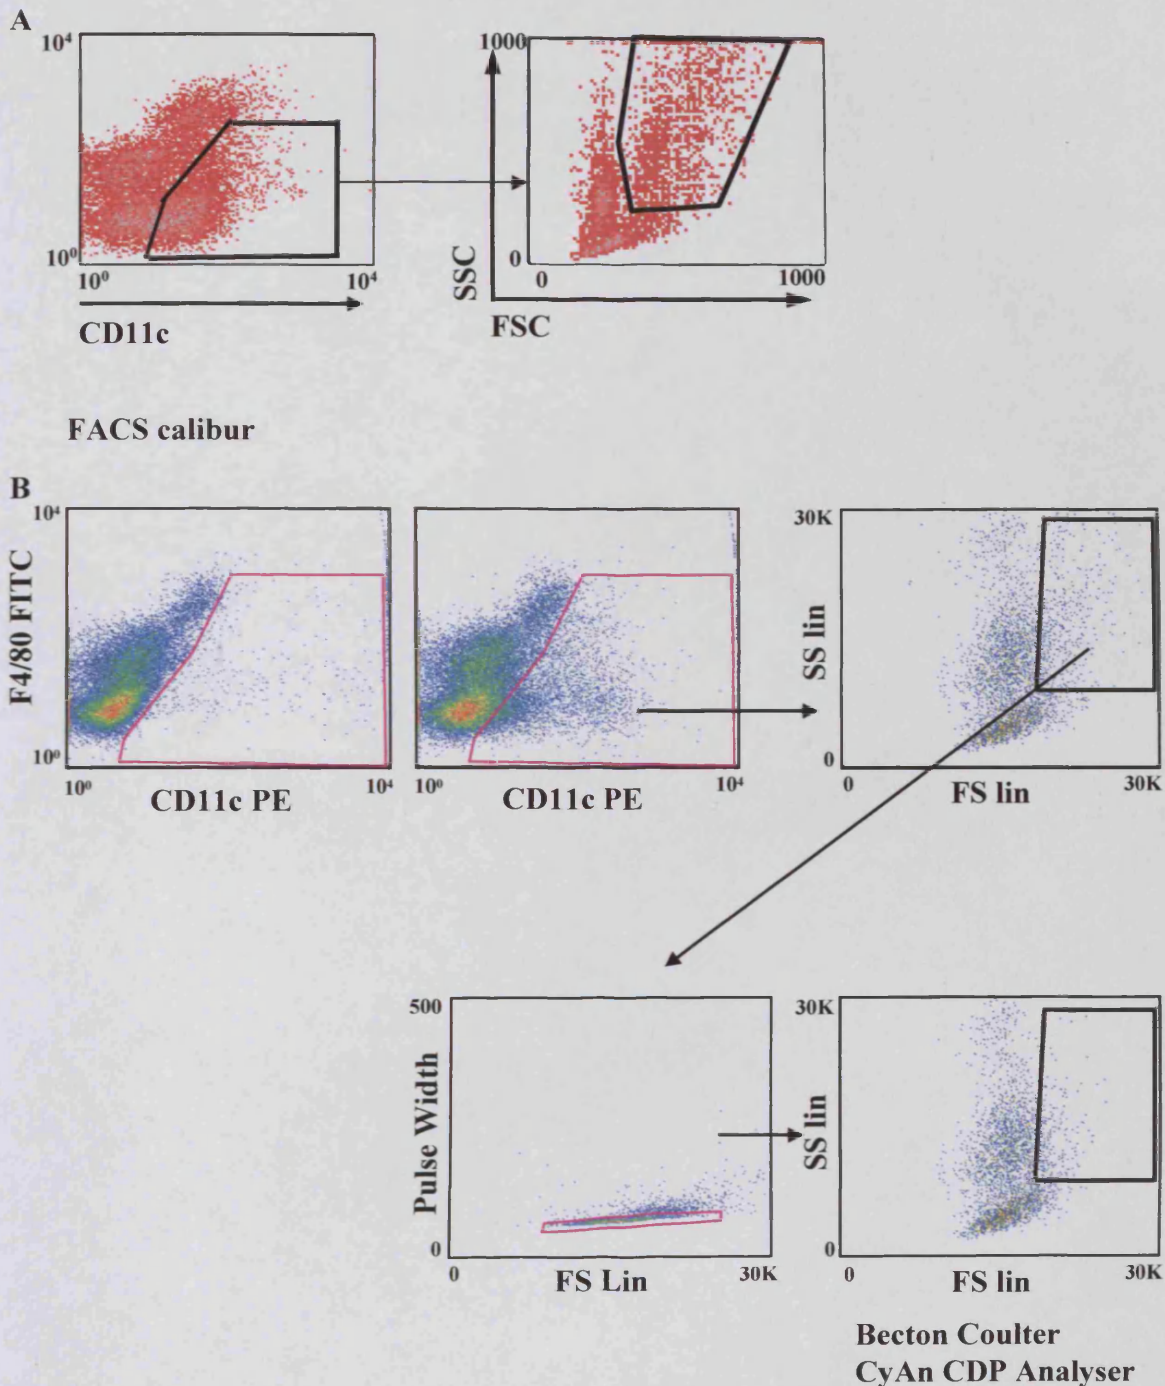 A
10⁴
10⁰
10⁰
10⁴
CD11c
1000
0
SSC
0
1000
FSC
FACS calibur
B
F4/80 FITC
10⁴
10⁰
10⁰
10⁴
CD11c PE
10⁰
10⁴
CD11c PE
30K
SS lin
0
0
30K
FS lin
500
Pulse Width
0
0
30K
FS Lin
30K
SS lin
0
0
30K
FS lin
Becton Coulter
CyAn CDP Analyser